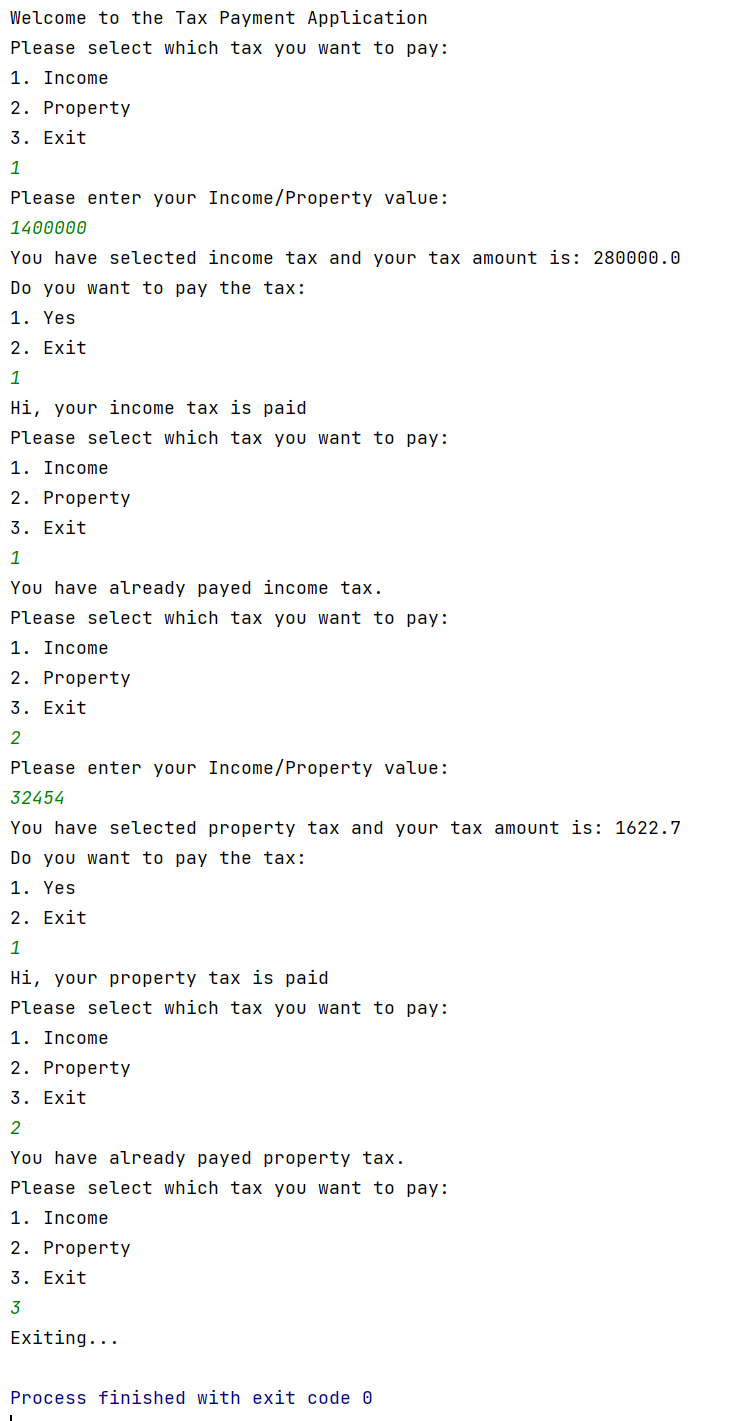 Welcome to the Tax Payment Application
Please select which tax you want to pay:
1. Income
2. Property
3. Exit
1
Please enter your Income/Property value:
1400000
You have selected income tax and your tax amount is: 280000.0
Do you want to pay the tax:
1. Yes
2. Exit
1
Hi, your income tax is paid
Please select which tax you want to pay:
1. Income
2. Property
3. Exit
1
You have already payed income tax.
Please select which tax you want to pay:
1. Income
2. Property
3. Exit
2
Please enter your Income/Property value:
32454
You have selected property tax and your tax amount is: 1622.7
Do you want to pay the tax:
1. Yes
2. Exit
1
Hi, your property tax is paid
Please select which tax you want to pay:
1. Income
2. Property
3. Exit
2
You have already payed property tax.
Please select which tax you want to pay:
1. Income
2. Property
3. Exit
3
Exiting...
Process finished with exit code 0